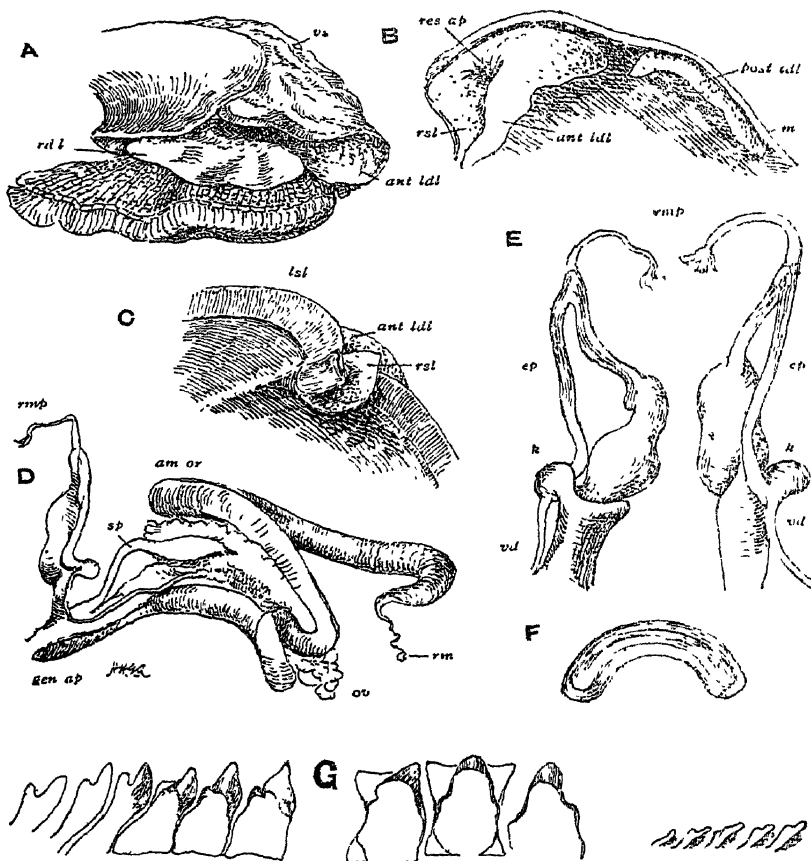 A
vs
rdl
ant ldl
B
res ap
post ldl
rsl
ant ldl
m
C
lsl
ant ldl
rsl
D
rmp
am or
sp
gen ap
ov
rm
E
rmp
ep
ep
k
k
vd
vd
F
G